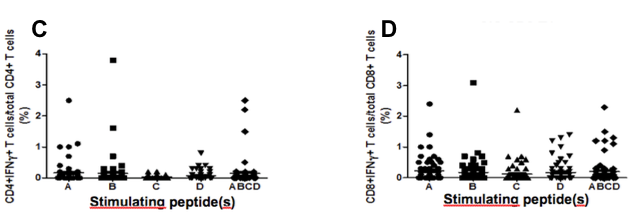 C
CD4+IFNγ+ T cells/total CD4+ T cells
(%)
4
3
2
1
0
A B C D ABCD
Stimulating peptide(s)
D
CD8+IFNγ+ T cells/total CD8+ T cells
(%)
4
3
2
1
0
A B C D ABCD
Stimulating peptide(s)